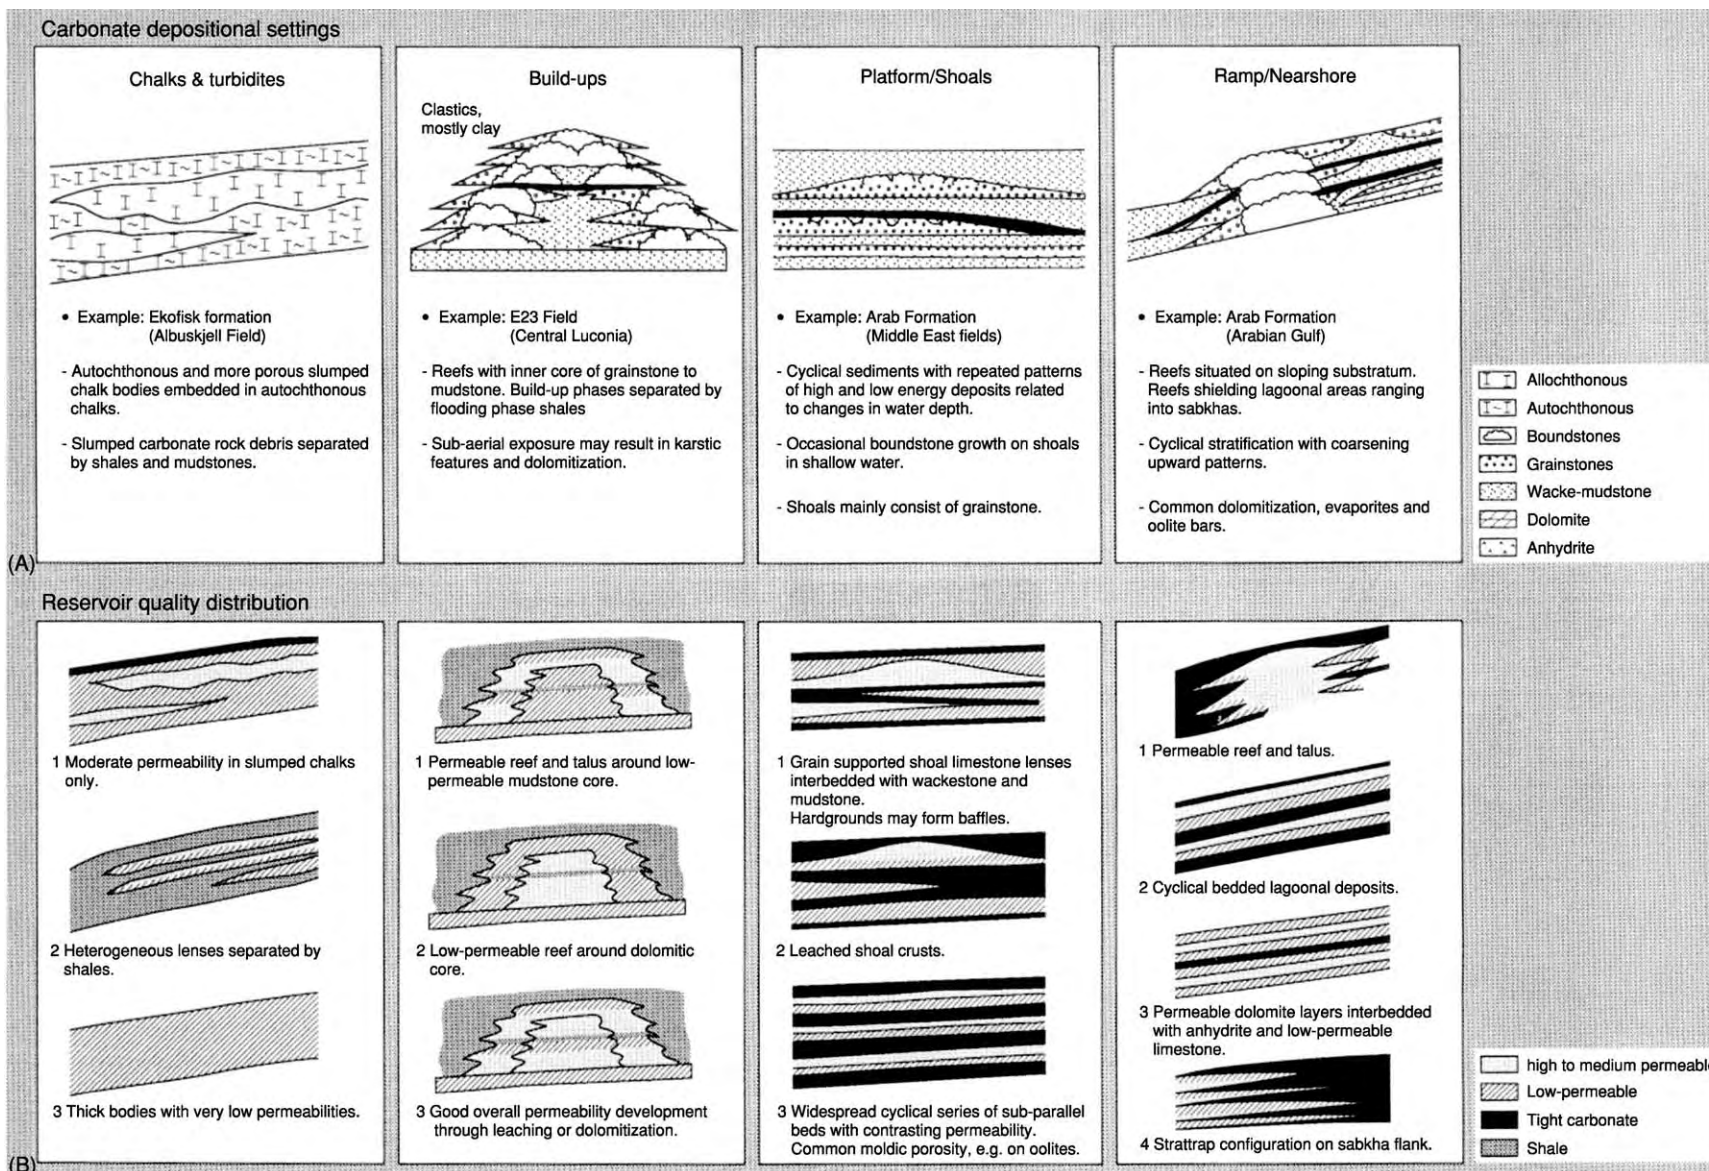 Carbonate depositional settings
Chalks & turbidites
• Example: Ekofisk formation
(Albuskjell Field)
- Autochthonous and more porous slumped
chalk bodies embedded in autochthonous
chalks.
- Slumped carbonate rock debris separated
by shales and mudstones.
Build-ups
Clastics,
mostly clay
• Example: E23 Field
(Central Luconia)
- Reefs with inner core of grainstone to
mudstone. Build-up phases separated by
flooding phase shales
- Sub-aerial exposure may result in karstic
features and dolomitization.
Platform/Shoals
• Example: Arab Formation
(Middle East fields)
- Cyclical sediments with repeated patterns
of high and low energy deposits related
to changes in water depth.
- Occasional boundstone growth on shoals
in shallow water.
- Shoals mainly consist of grainstone.
Ramp/Nearshore
• Example: Arab Formation
(Arabian Gulf)
- Reefs situated on sloping substratum.
Reefs shielding lagoonal areas ranging
into sabkhas.
- Cyclical stratification with coarsening
upward patterns.
- Common dolomitization, evaporites and
oolite bars.
Allochthonous
Autochthonous
Boundstones
Grainstones
Wacke-mudstone
Dolomite
Anhydrite
(A)
Reservoir quality distribution
1 Moderate permeability in slumped chalks
only.
2 Heterogeneous lenses separated by
shales.
3 Thick bodies with very low permeabilities.
1 Permeable reef and talus around low-
permeable mudstone core.
2 Low-permeable reef around dolomitic
core.
3 Good overall permeability development
through leaching or dolomitization.
1 Grain supported shoal limestone lenses
interbedded with wackestone and
mudstone.
Hardgrounds may form baffles.
2 Leached shoal crusts.
3 Widespread cyclical series of sub-parallel
beds with contrasting permeability.
Common moldic porosity, e.g. on oolites.
1 Permeable reef and talus.
2 Cyclical bedded lagoonal deposits.
3 Permeable dolomite layers interbedded
with anhydrite and low-permeable
limestone.
4 Strattrap configuration on sabkha flank.
high to medium permeable
Low-permeable
Tight carbonate
Shale
(B)